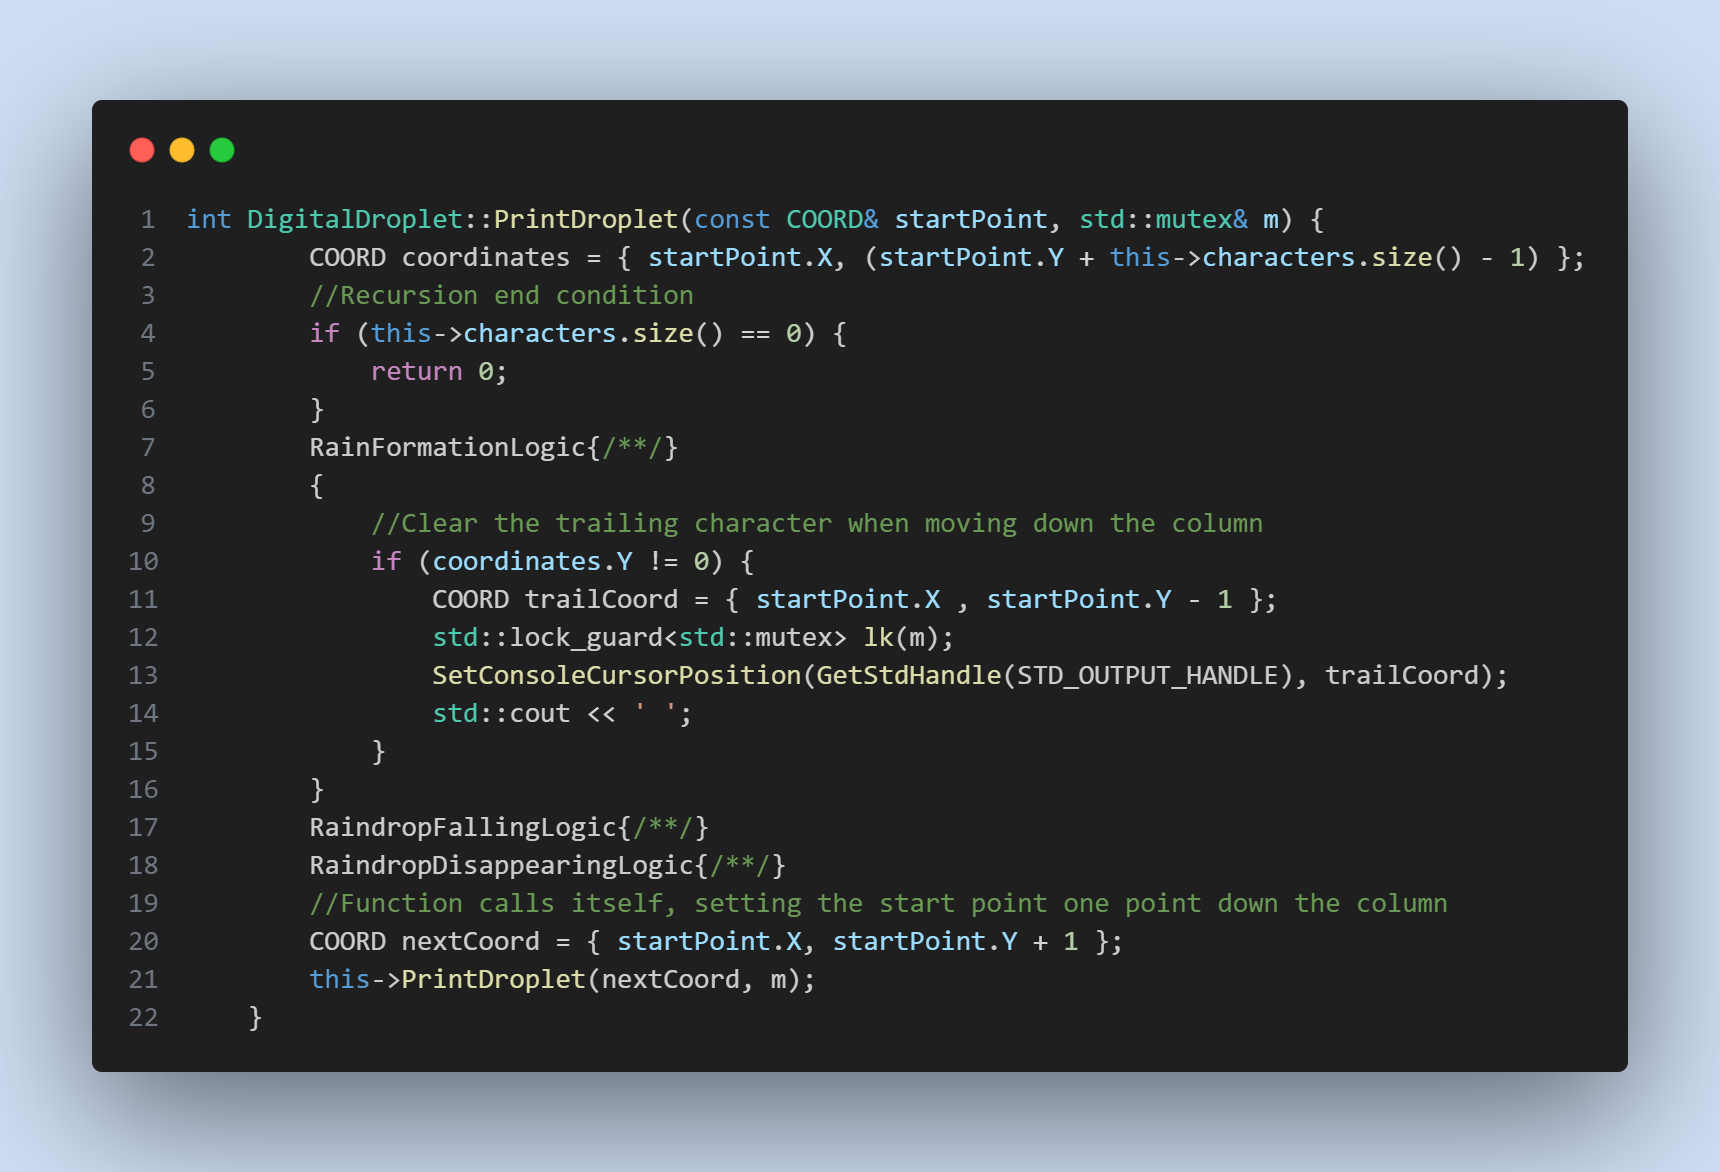 1 int DigitalDroplet::PrintDroplet(const COORD& startPoint, std::mutex& m) {
2         COORD coordinates = { startPoint.X, (startPoint.Y + this->characters.size() - 1) };
3         //Recursion end condition
4         if (this->characters.size() == 0) {
5             return 0;
6         }
7         RainFormationLogic{/**/}
8         {
9             //Clear the trailing character when moving down the column
10             if (coordinates.Y != 0) {
11                 COORD trailCoord = { startPoint.X , startPoint.Y - 1 };
12                 std::lock_guard<std::mutex> lk(m);
13                 SetConsoleCursorPosition(GetStdHandle(STD_OUTPUT_HANDLE), trailCoord);
14                 std::cout << ' ';
15             }
16         }
17         RaindropFallingLogic{/**/}
18         RaindropDisappearingLogic{/**/}
19         //Function calls itself, setting the start point one point down the column
20         COORD nextCoord = { startPoint.X, startPoint.Y + 1 };
21         this->PrintDroplet(nextCoord, m);
22     }